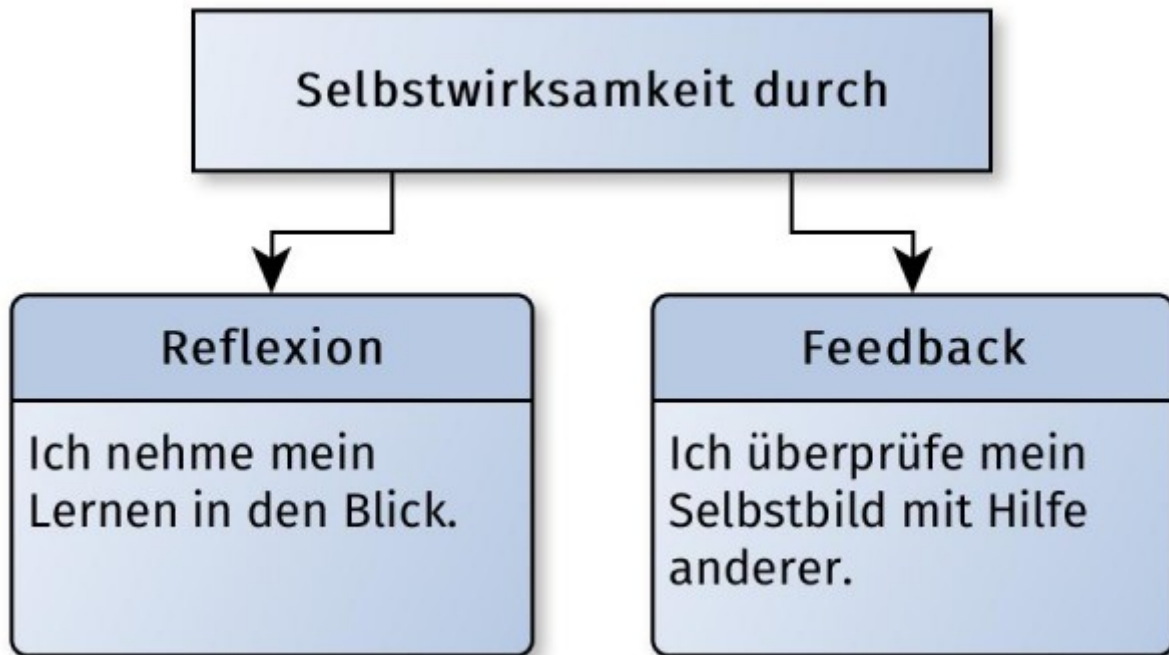 Selbstwirksamkeit durch
Reflexion
Ich nehme mein
Lernen in den Blick.
Feedback
Ich überprüfe mein
Selbstbild mit Hilfe
anderer.